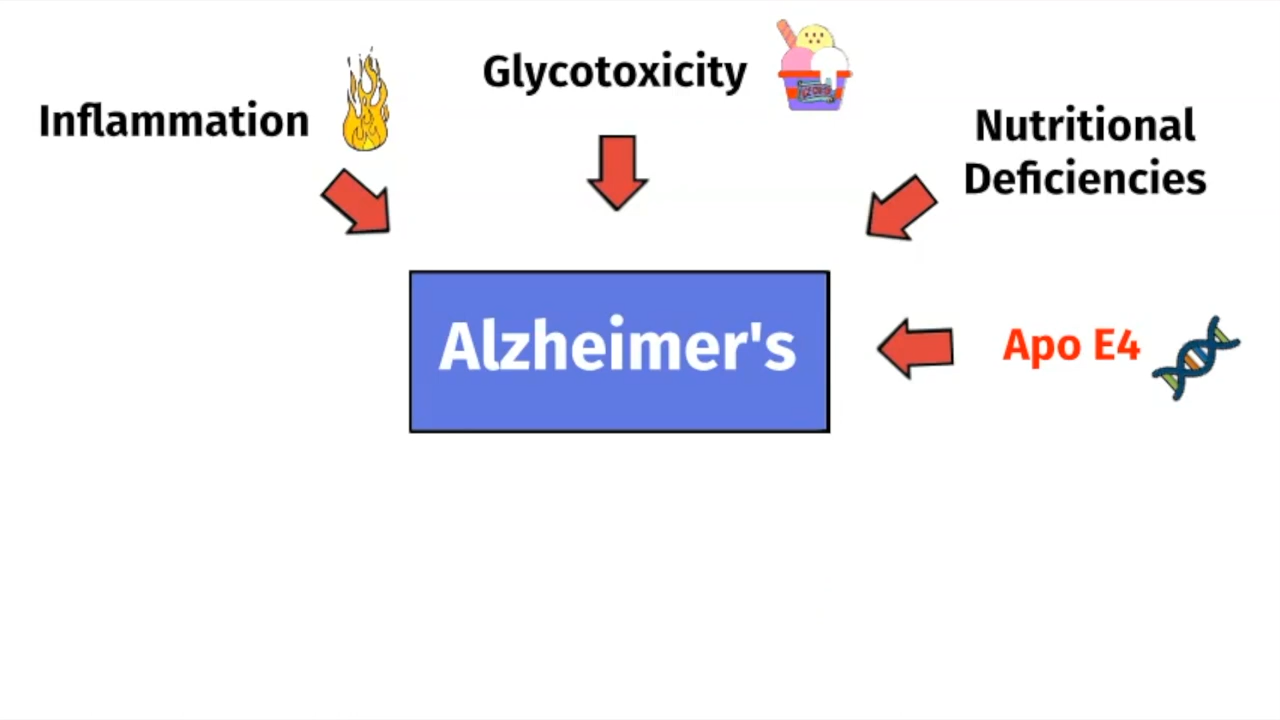 Glycotoxicity
Inflammation
Nutritional
Deficiencies
Alzheimer's
Apo E4